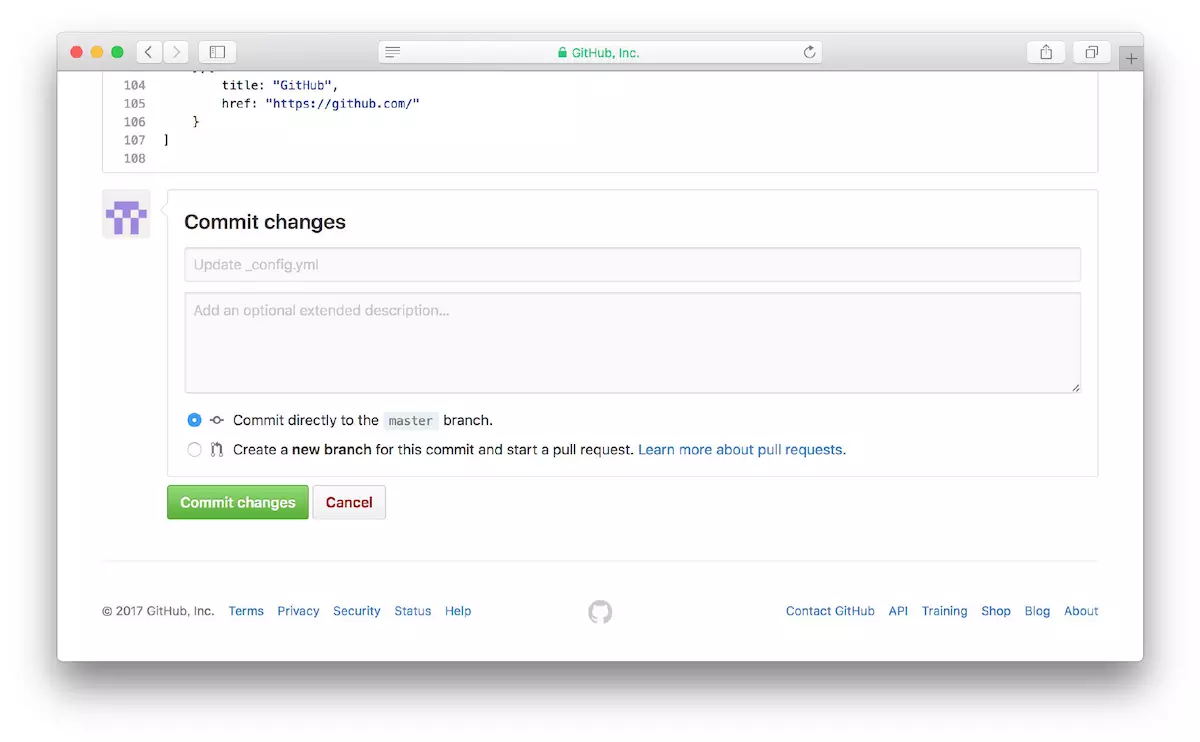 GitHub, Inc.
104 title: "GitHub",
105 href: "https://github.com/"
106 }
107 ]
108
Commit changes
Update _config.yml
Add an optional extended description...
Commit directly to the master branch.
Create a new branch for this commit and start a pull request. Learn more about pull requests.
Commit changes Cancel
© 2017 GitHub, Inc. Terms Privacy Security Status Help Contact GitHub API Training Shop Blog About